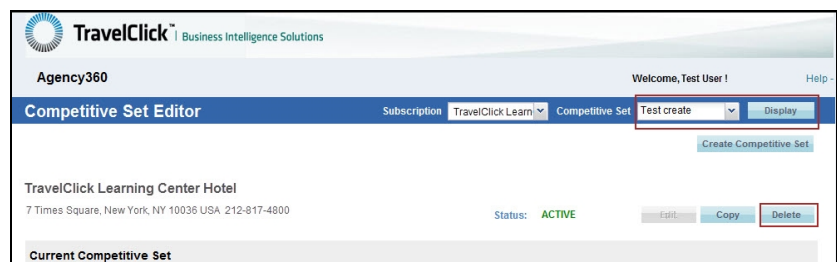 TravelClick™ | Business Intelligence Solutions
Agency360 Welcome, Test User ! Help -
Competitive Set Editor Subscription TravelClick Learn Competitive Set Test create Display
Create Competitive Set
TravelClick Learning Center Hotel
7 Times Square, New York, NY 10036 USA 212-817-4800
Status: ACTIVE Edit Copy Delete
Current Competitive Set